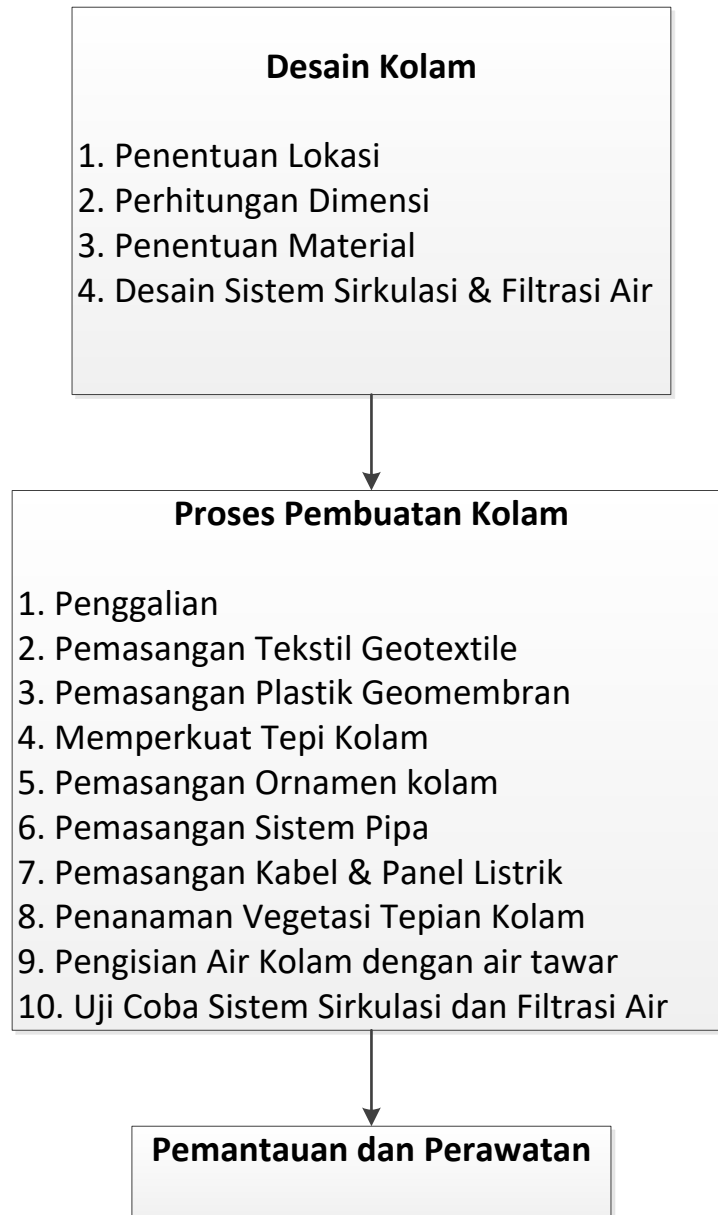 Desain Kolam
1. Penentuan Lokasi
2. Perhitungan Dimensi
3. Penentuan Material
4. Desain Sistem Sirkulasi & Filtrasi Air
Proses Pembuatan Kolam
1. Penggalian
2. Pemasangan Tekstil Geotextile
3. Pemasangan Plastik Geomembran
4. Memperkuat Tepi Kolam
5. Pemasangan Ornamen kolam
6. Pemasangan Sistem Pipa
7. Pemasangan Kabel & Panel Listrik
8. Penanaman Vegetasi Tepian Kolam
9. Pengisian Air Kolam dengan air tawar
10. Uji Coba Sistem Sirkulasi dan Filtrasi Air
Pemantauan dan Perawatan